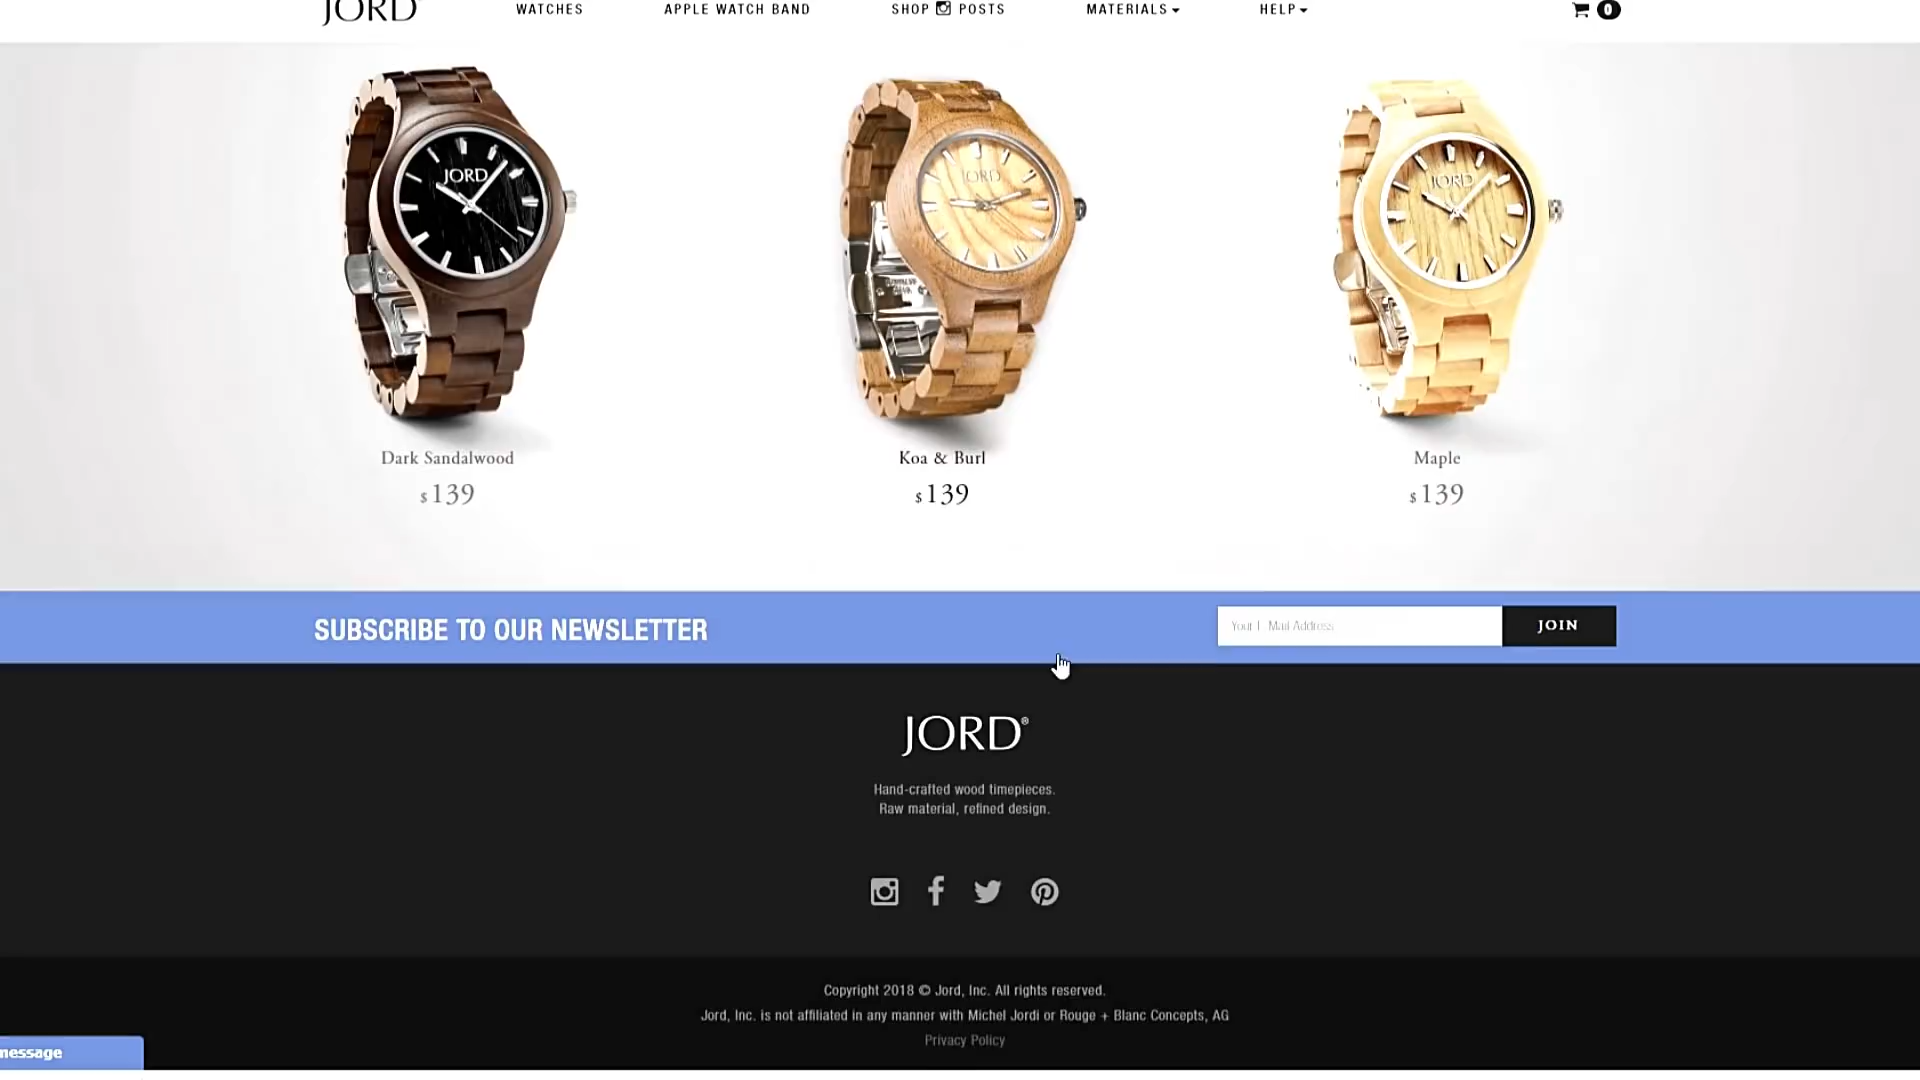 JORD
WATCHES
APPLE WATCH BAND
SHOP POSTS
MATERIALS
HELP
0
JORD
JORD
JORD
Dark Sandalwood
$139
Koa & Burl
$139
Maple
$139
SUBSCRIBE TO OUR NEWSLETTER
Your Mail Address
JOIN
JORD®
Hand-crafted wood timepieces.
Raw material, refined design.
Copyright 2018 © Jord, Inc. All rights reserved.
Jord, Inc. is not affiliated in any manner with Michel Jordi or Rouge + Blanc Concepts, AG
Privacy Policy
message